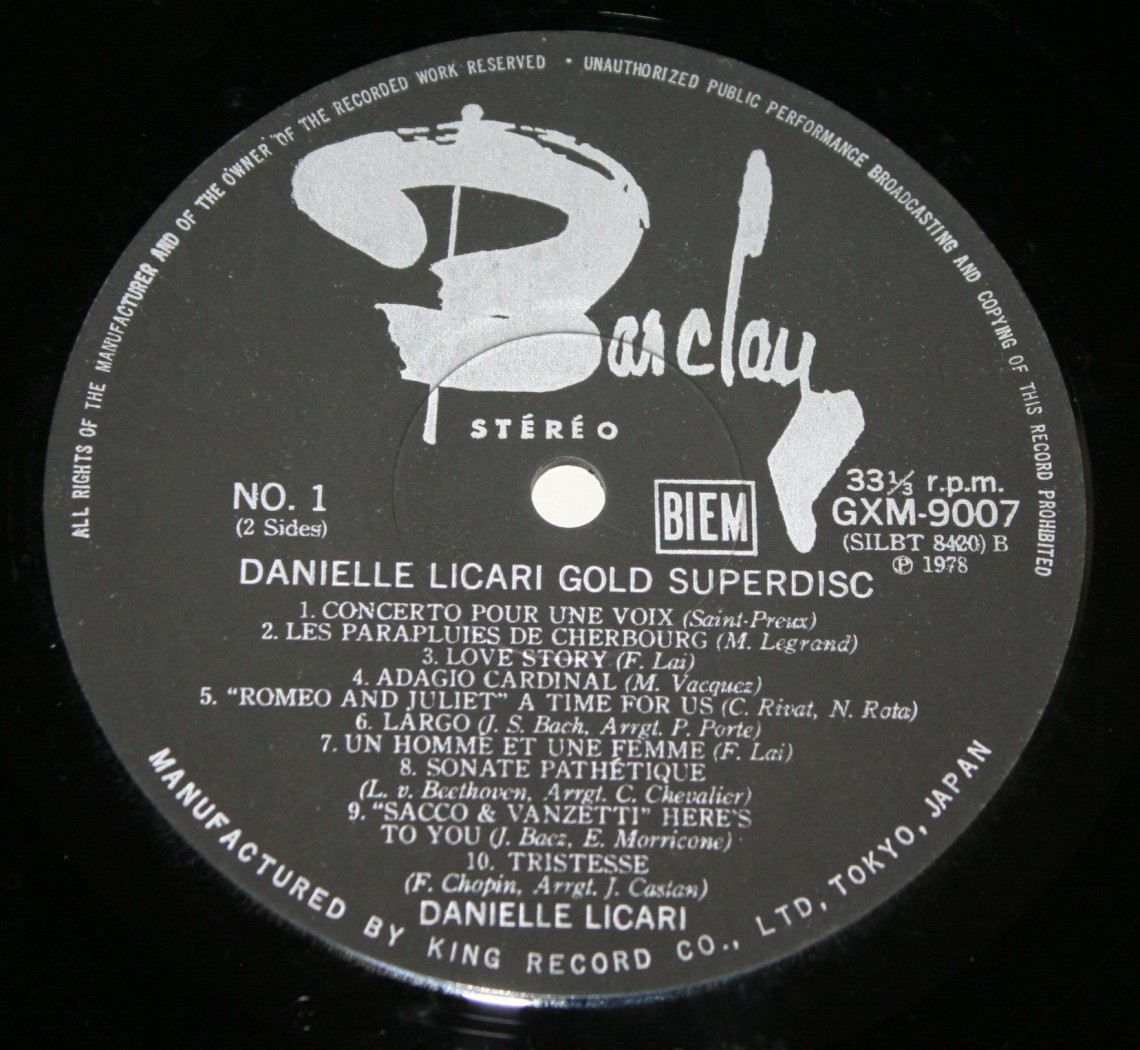 ALL RIGHTS OF THE MANUFACTURER AND OF THE OWNER OF THE RECORDED WORK RESERVED • UNAUTHORIZED PUBLIC PERFORMANCE BROADCASTING AND COPYING OF THIS RECORD PROHIBITED
Barclay
STÉRÉO
NO. 1
(2 Sides)
BIEM
33 1/3 r.p.m.
GXM-9007
(SILBT 8420) B
℗ 1978
DANIELLE LICARI GOLD SUPERDISC
1. CONCERTO POUR UNE VOIX (Saint-Preux)
2. LES PARAPLUIES DE CHERBOURG (M. Legrand)
3. LOVE STORY (F. Lai)
4. ADAGIO CARDINAL (M. Vacquez)
5. “ROMEO AND JULIET” A TIME FOR US (C. Rivat, N. Rota)
6. LARGO (J. S. Bach, Arrgt. P. Porte)
7. UN HOMME ET UNE FEMME (F. Lai)
8. SONATE PATHÉTIQUE
(L. v. Beethoven, Arrgt. C. Chevalier)
9. “SACCO & VANZETTI” HERE'S
TO YOU (J. Baez, E. Morricone)
10. TRISTESSE
(F. Chopin, Arrgt. J. Castan)
DANIELLE LICARI
MANUFACTURED BY KING RECORD CO., LTD, TOKYO, JAPAN